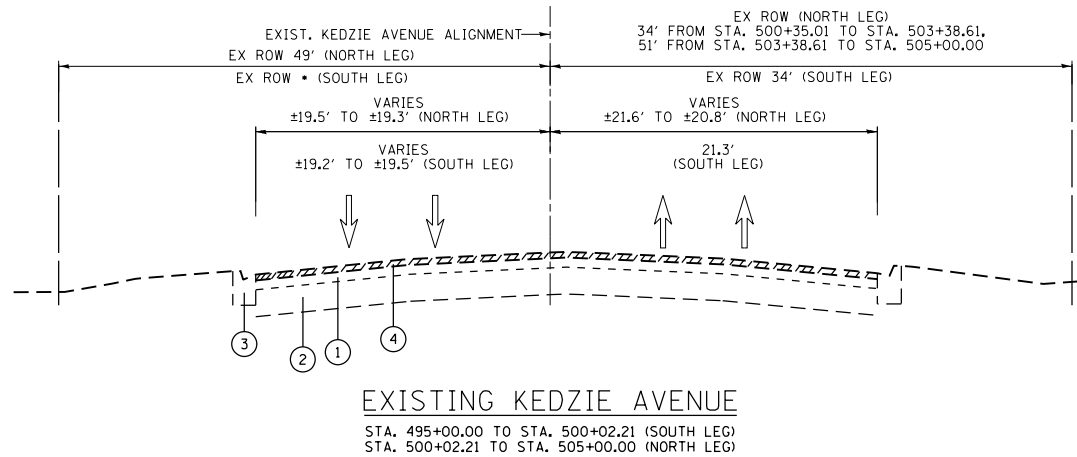 EXIST. KEDZIE AVENUE ALIGNMENT
EX ROW (NORTH LEG)
34' FROM STA. 500+35.01 TO STA. 503+38.61,
51' FROM STA. 503+38.61 TO STA. 505+00.00
EX ROW 49' (NORTH LEG)
EX ROW * (SOUTH LEG)
EX ROW 34' (SOUTH LEG)
VARIES
±19.5' TO ±19.3' (NORTH LEG)
VARIES
±21.6' TO ±20.8' (NORTH LEG)
VARIES
±19.2' TO ±19.5' (SOUTH LEG)
21.3'
(SOUTH LEG)
3
2
1
4
EXISTING KEDZIE AVENUE
STA. 495+00.00 TO STA. 500+02.21 (SOUTH LEG)
STA. 500+02.21 TO STA. 505+00.00 (NORTH LEG)